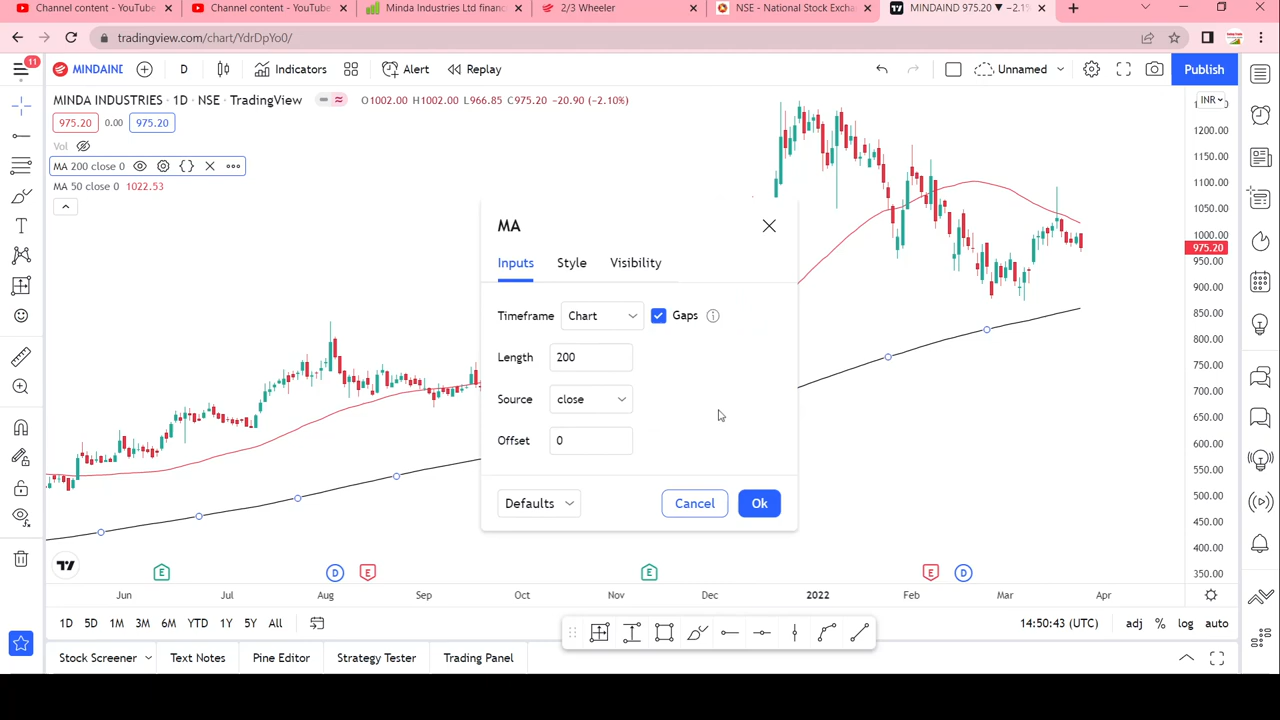 Channel content - YouTube
Channel content - YouTube
Minda Industries Ltd financ
2/3 Wheeler
NSE - National Stock Excha
MINDAIND 975.20 ▼ −2.1
tradingview.com/chart/YdrDpYo0/
11
MINDAIND
D
Indicators
Alert
Replay
Unnamed
Publish
MINDA INDUSTRIES · 1D · NSE · TradingView
O1002.00 H1002.00 L966.85 C975.20 −20.90 (−2.10%)
INR
975.20
0.00
975.20
Vol
MA 200 close 0
MA 50 close 0 1022.53
1200.00
1150.00
1100.00
1050.00
1000.00
975.20
950.00
900.00
850.00
800.00
750.00
700.00
650.00
600.00
550.00
500.00
450.00
400.00
350.00
MA
Inputs
Style
Visibility
Timeframe
Chart
Gaps
Length
200
Source
close
Offset
0
Defaults
Cancel
Ok
E
D
E
E
E
D
Jun
Jul
Aug
Sep
Oct
Nov
Dec
2022
Feb
Mar
Apr
1D
5D
1M
3M
6M
YTD
1Y
5Y
All
14:50:43 (UTC)
adj
%
log
auto
Stock Screener
Text Notes
Pine Editor
Strategy Tester
Trading Panel